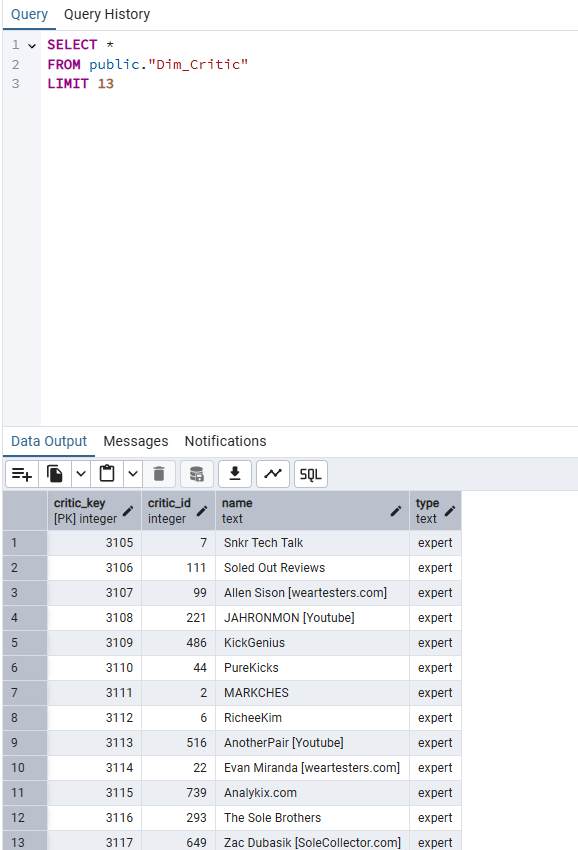 Query Query History
1 SELECT *
2 FROM public."Dim_Critic"
3 LIMIT 13
Data Output Messages Notifications
SQL
critic_key critic_id name type
[PK] integer integer text text
1 3105 7 Snkr Tech Talk expert
2 3106 111 Soled Out Reviews expert
3 3107 99 Allen Sison [weartesters.com] expert
4 3108 221 JAHRONMON [Youtube] expert
5 3109 486 KickGenius expert
6 3110 44 PureKicks expert
7 3111 2 MARKCHES expert
8 3112 6 RicheeKim expert
9 3113 516 AnotherPair [Youtube] expert
10 3114 22 Evan Miranda [weartesters.com] expert
11 3115 739 Analykix.com expert
12 3116 293 The Sole Brothers expert
13 3117 649 Zac Dubasik [SoleCollector.com] expert